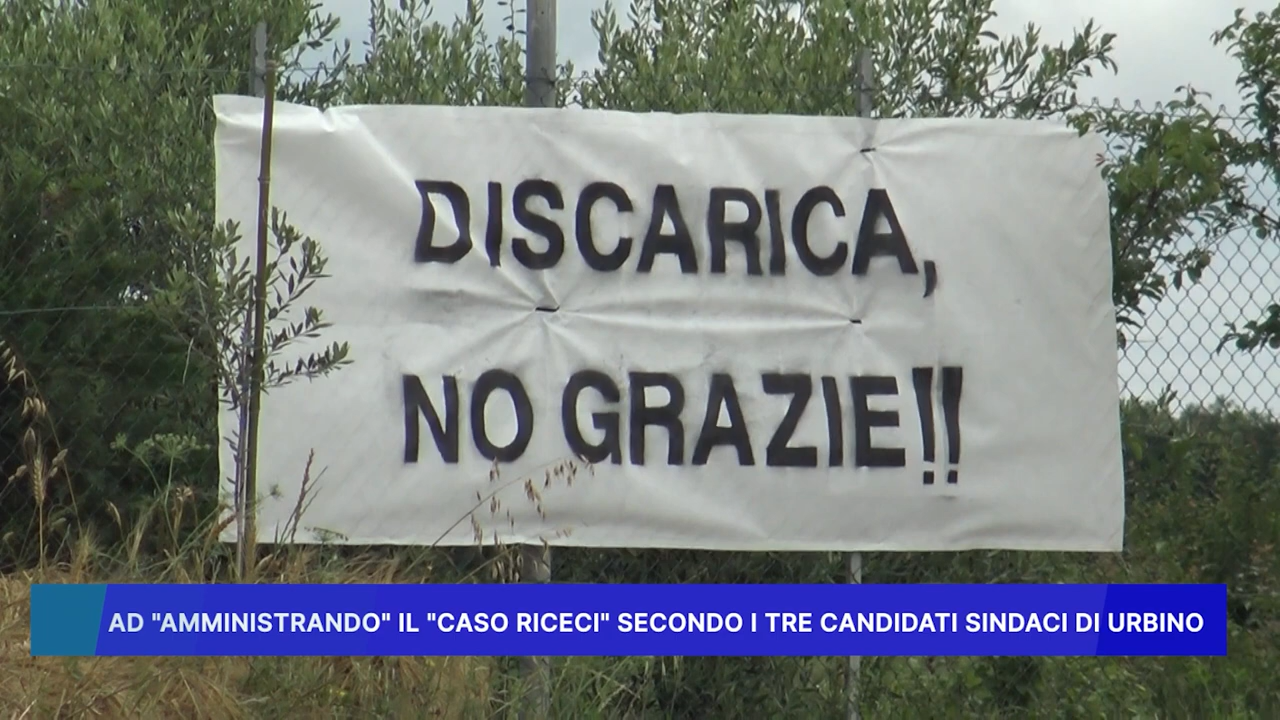 DISCARICA,
NO GRAZIE!!
AD "AMMINISTRANDO" IL "CASO RICECI" SECONDO I TRE CANDIDATI SINDACI DI URBINO